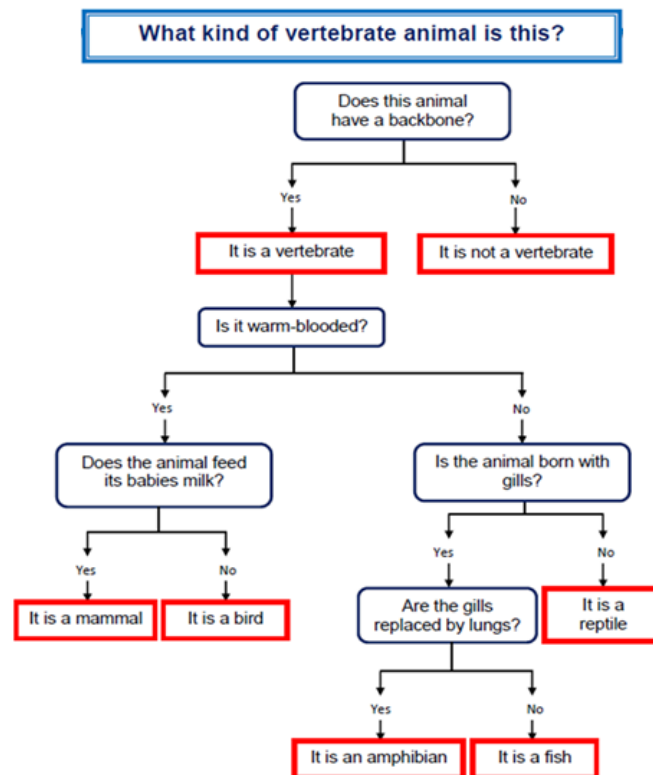 What kind of vertebrate animal is this?
Does this animal
have a backbone?
Yes
No
It is a vertebrate
It is not a vertebrate
Is it warm-blooded?
Yes
No
Does the animal feed
its babies milk?
Is the animal born with
gills?
Yes
No
Yes
No
It is a mammal
It is a bird
Are the gills
replaced by lungs?
It is a
reptile
Yes
No
It is an amphibian
It is a fish